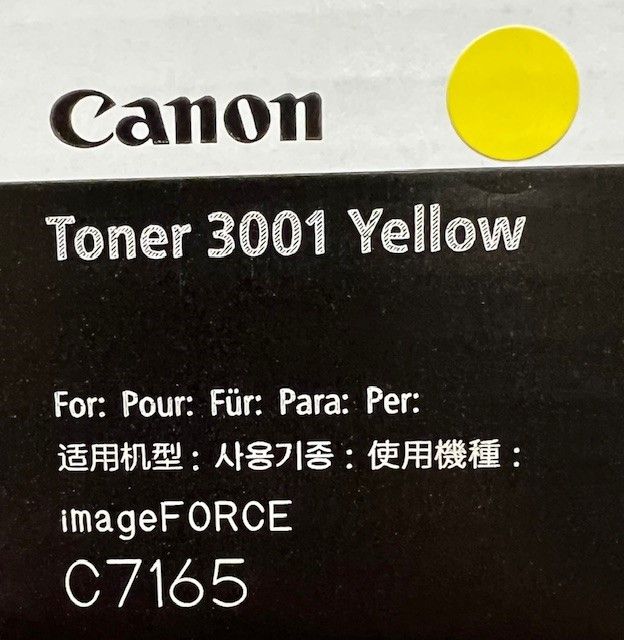 Canon
Toner 3001 Yellow
For: Pour: Für: Para: Per:
适用机型 : 사용기종 : 使用機種 :
imageFORCE
C7165